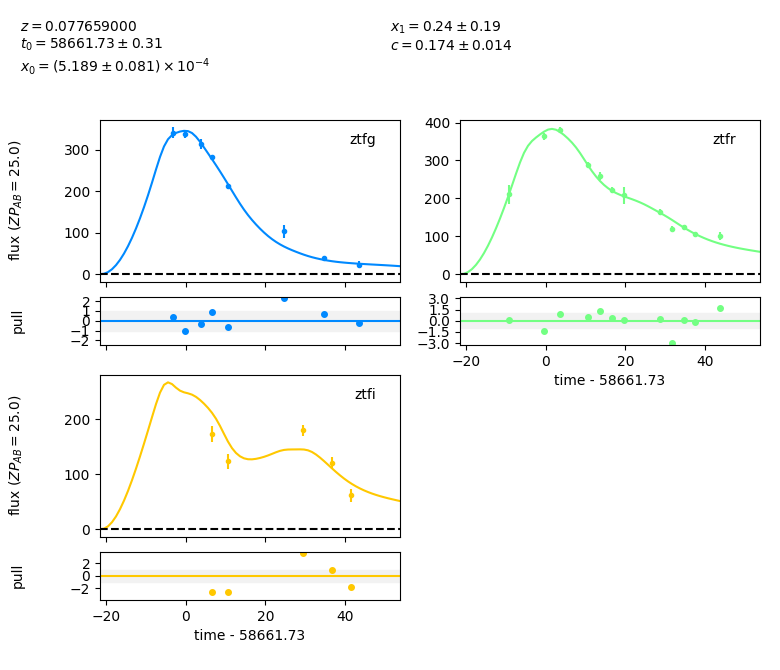 z = 0.077659000
t₀ = 58661.73 ± 0.31
x₀ = (5.189 ± 0.081) × 10⁻⁴
x₁ = 0.24 ± 0.19
c = 0.174 ± 0.014
flux (ZP_AB = 25.0)
300
200
100
0
ztfg
400
300
200
100
0
ztfr
pull
2
1
0
−1
−2
3.0
1.5
0.0
−1.5
−3.0
−20 0 20 40
time - 58661.73
flux (ZP_AB = 25.0)
200
100
0
ztfi
pull
2
0
−2
−20 0 20 40
time - 58661.73